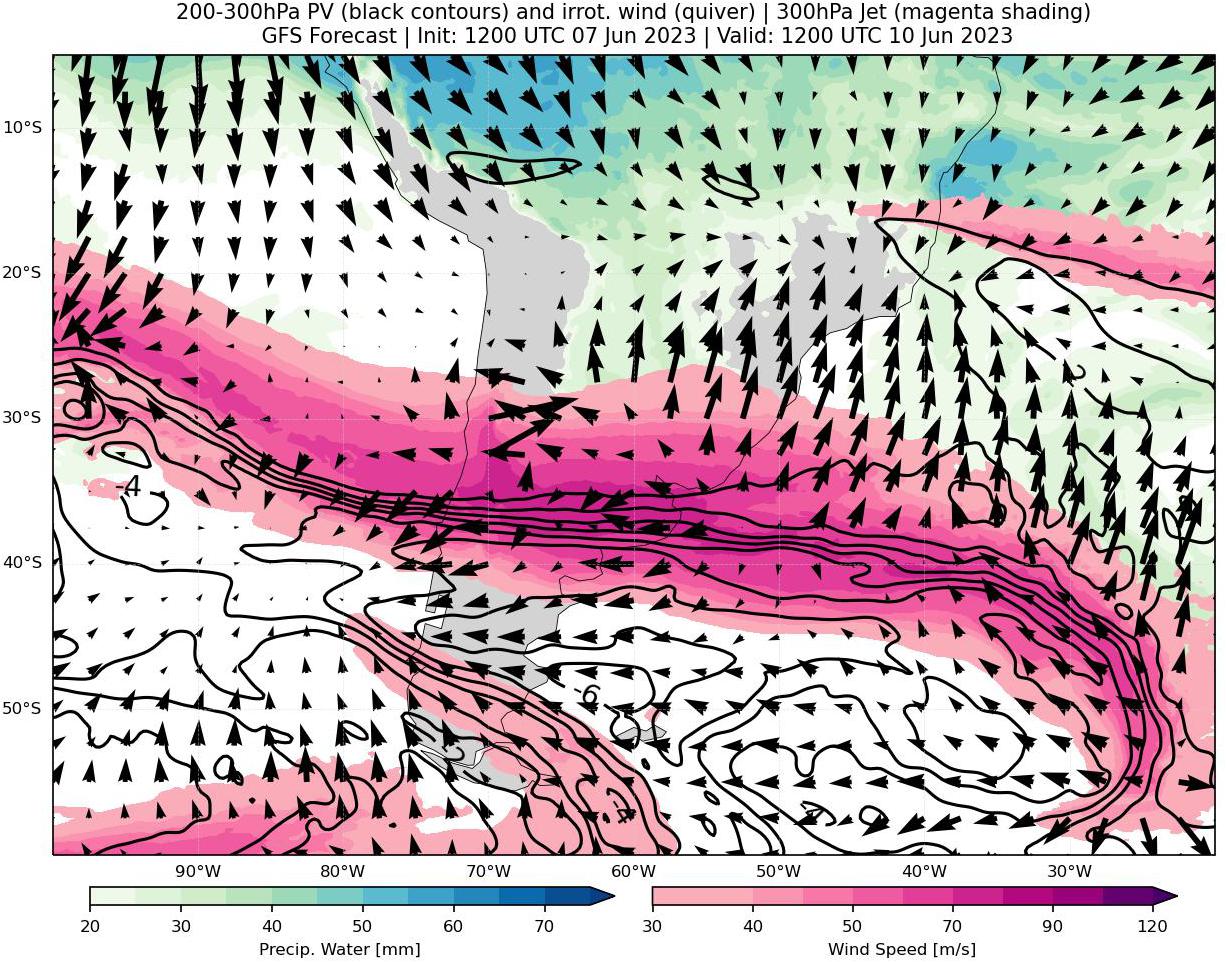 200-300hPa PV (black contours) and irrot. wind (quiver) | 300hPa Jet (magenta shading)
GFS Forecast | Init: 1200 UTC 07 Jun 2023 | Valid: 1200 UTC 10 Jun 2023
10°S
20°S
30°S
40°S
50°S
-4
-6
-2
-4
90°W 80°W 70°W 60°W 50°W 40°W 30°W
20 30 40 50 60 70
Precip. Water [mm]
30 40 50 70 90 120
Wind Speed [m/s]